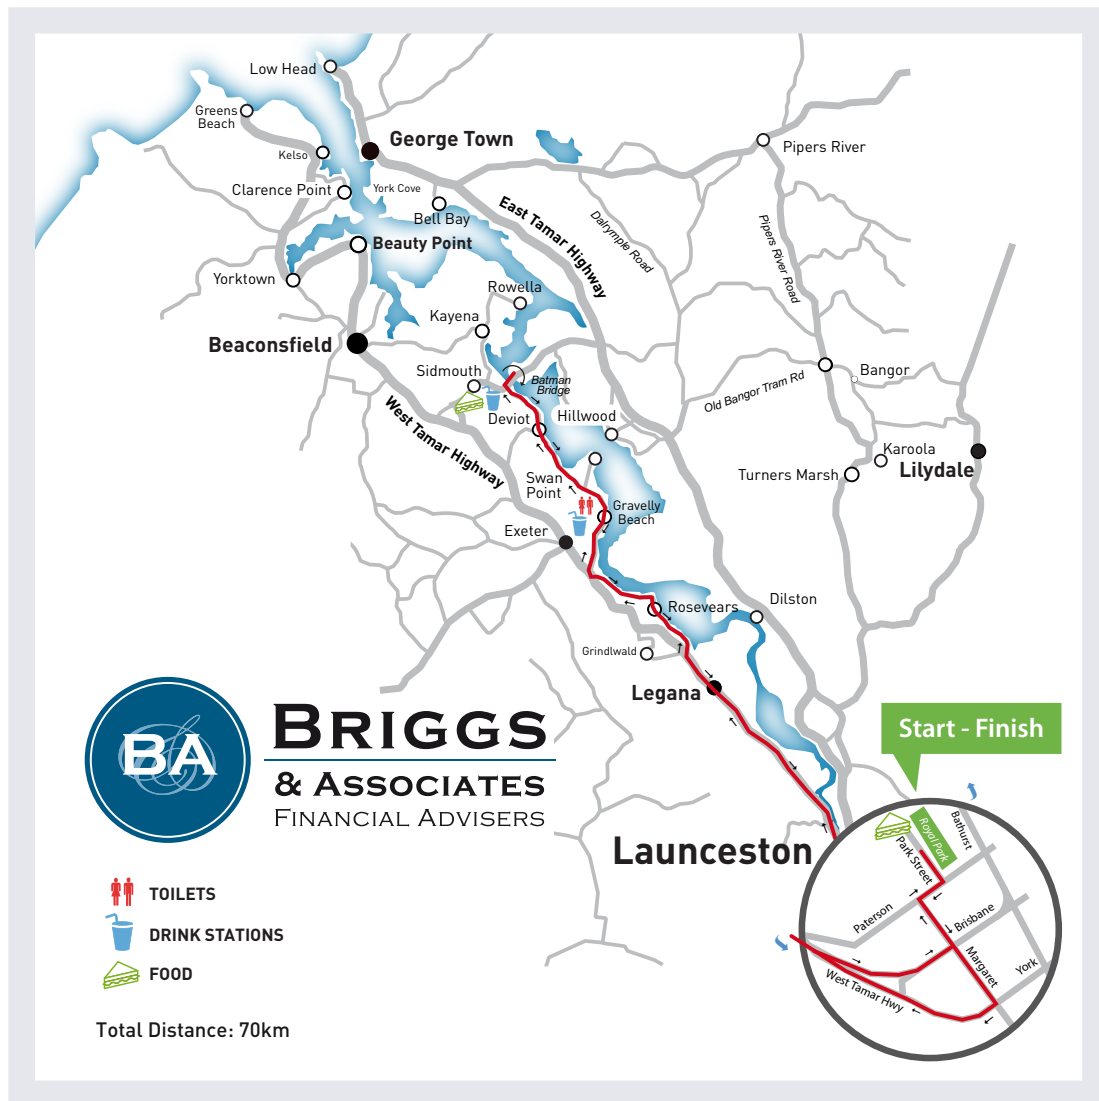 Low Head
Greens
Beach
George Town
Kelso
Pipers River
Clarence Point
York Cove
Bell Bay
East Tamar Highway
Dalrymple Road
Pipers River Road
Beauty Point
Yorktown
Rowella
Kayena
Beaconsfield
Sidmouth
Batman
Bridge
Bangor
Old Bangor Tram Rd
West Tamar Highway
Deviot
Hillwood
Karoola
Lilydale
Turners Marsh
Swan
Point
Gravelly
Beach
Exeter
Rosevears
Dilston
Grindlwald
Legana
BA
BRIGGS
& ASSOCIATES
FINANCIAL ADVISERS
Start - Finish
Launceston
Royal Park
Bathurst
Park Street
Paterson
Brisbane
Margaret
York
West Tamar Hwy
TOILETS
DRINK STATIONS
FOOD
Total Distance: 70km